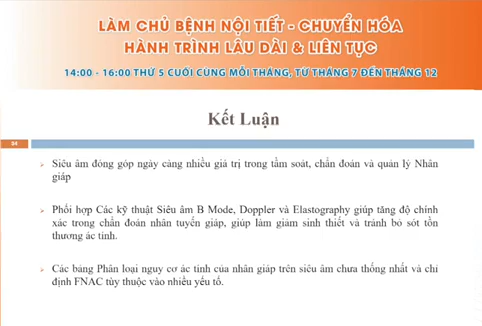 LÀM CHỦ BỆNH NỘI TIẾT - CHUYỂN HÓA
HÀNH TRÌNH LÂU DÀI & LIÊN TỤC
14:00 - 16:00 THỨ 5 CUỐI CÙNG MỖI THÁNG, TỪ THÁNG 7 ĐẾN THÁNG 12
Kết Luận
34
➢ Siêu âm đóng góp ngày càng nhiều giá trị trong tầm soát, chẩn đoán và quản lý Nhân
giáp
➢ Phối hợp Các kỹ thuật Siêu âm B Mode, Doppler và Elastography giúp tăng độ chính
xác trong chẩn đoán nhân tuyến giáp, giúp làm giảm sinh thiết và tránh bỏ sót tổn
thương ác tính.
➢ Các bảng Phân loại nguy cơ ác tính của nhân giáp trên siêu âm chưa thống nhất và chỉ
định FNAC tùy thuộc vào nhiều yếu tố.